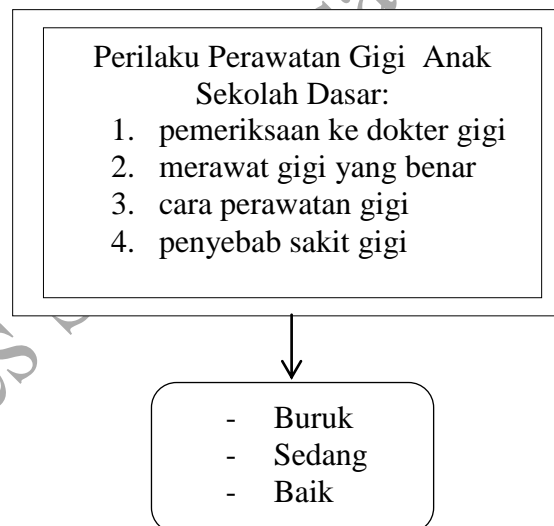 Perilaku Perawatan Gigi Anak
Sekolah Dasar:
1. pemeriksaan ke dokter gigi
2. merawat gigi yang benar
3. cara perawatan gigi
4. penyebab sakit gigi
- Buruk
- Sedang
- Baik